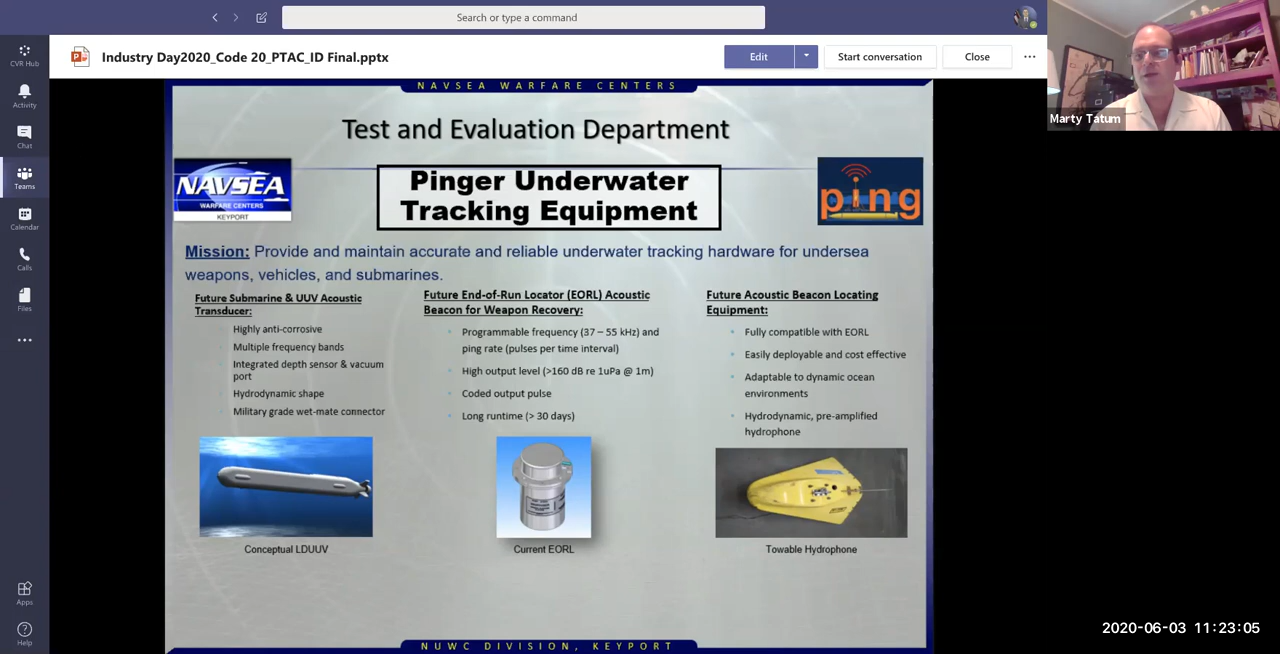 Search or type a command
CVR Hub
Activity
Chat
Teams
Calendar
Calls
Files
Apps
Help
Industry Day2020_Code 20_PTAC_ID Final.pptx
Edit
Start conversation
Close
Marty Tatum
NAVSEA WARFARE CENTERS
Test and Evaluation Department
NAVSEA
WARFARE CENTERS
KEYPORT
Pinger Underwater
Tracking Equipment
ping
Mission: Provide and maintain accurate and reliable underwater tracking hardware for undersea
weapons, vehicles, and submarines.
Future Submarine & UUV Acoustic
Transducer:
Highly anti-corrosive
Multiple frequency bands
Integrated depth sensor & vacuum
port
Hydrodynamic shape
Military grade wet-mate connector
Conceptual LDUUV
Future End-of-Run Locator (EORL) Acoustic
Beacon for Weapon Recovery:
Programmable frequency (37 – 55 kHz) and
ping rate (pulses per time interval)
High output level (>160 dB re 1uPa @ 1m)
Coded output pulse
Long runtime (> 30 days)
Current EORL
Future Acoustic Beacon Locating
Equipment:
Fully compatible with EORL
Easily deployable and cost effective
Adaptable to dynamic ocean
environments
Hydrodynamic, pre-amplified
hydrophone
Towable Hydrophone
NUWC DIVISION, KEYPORT
2020-06-03 11:23:05